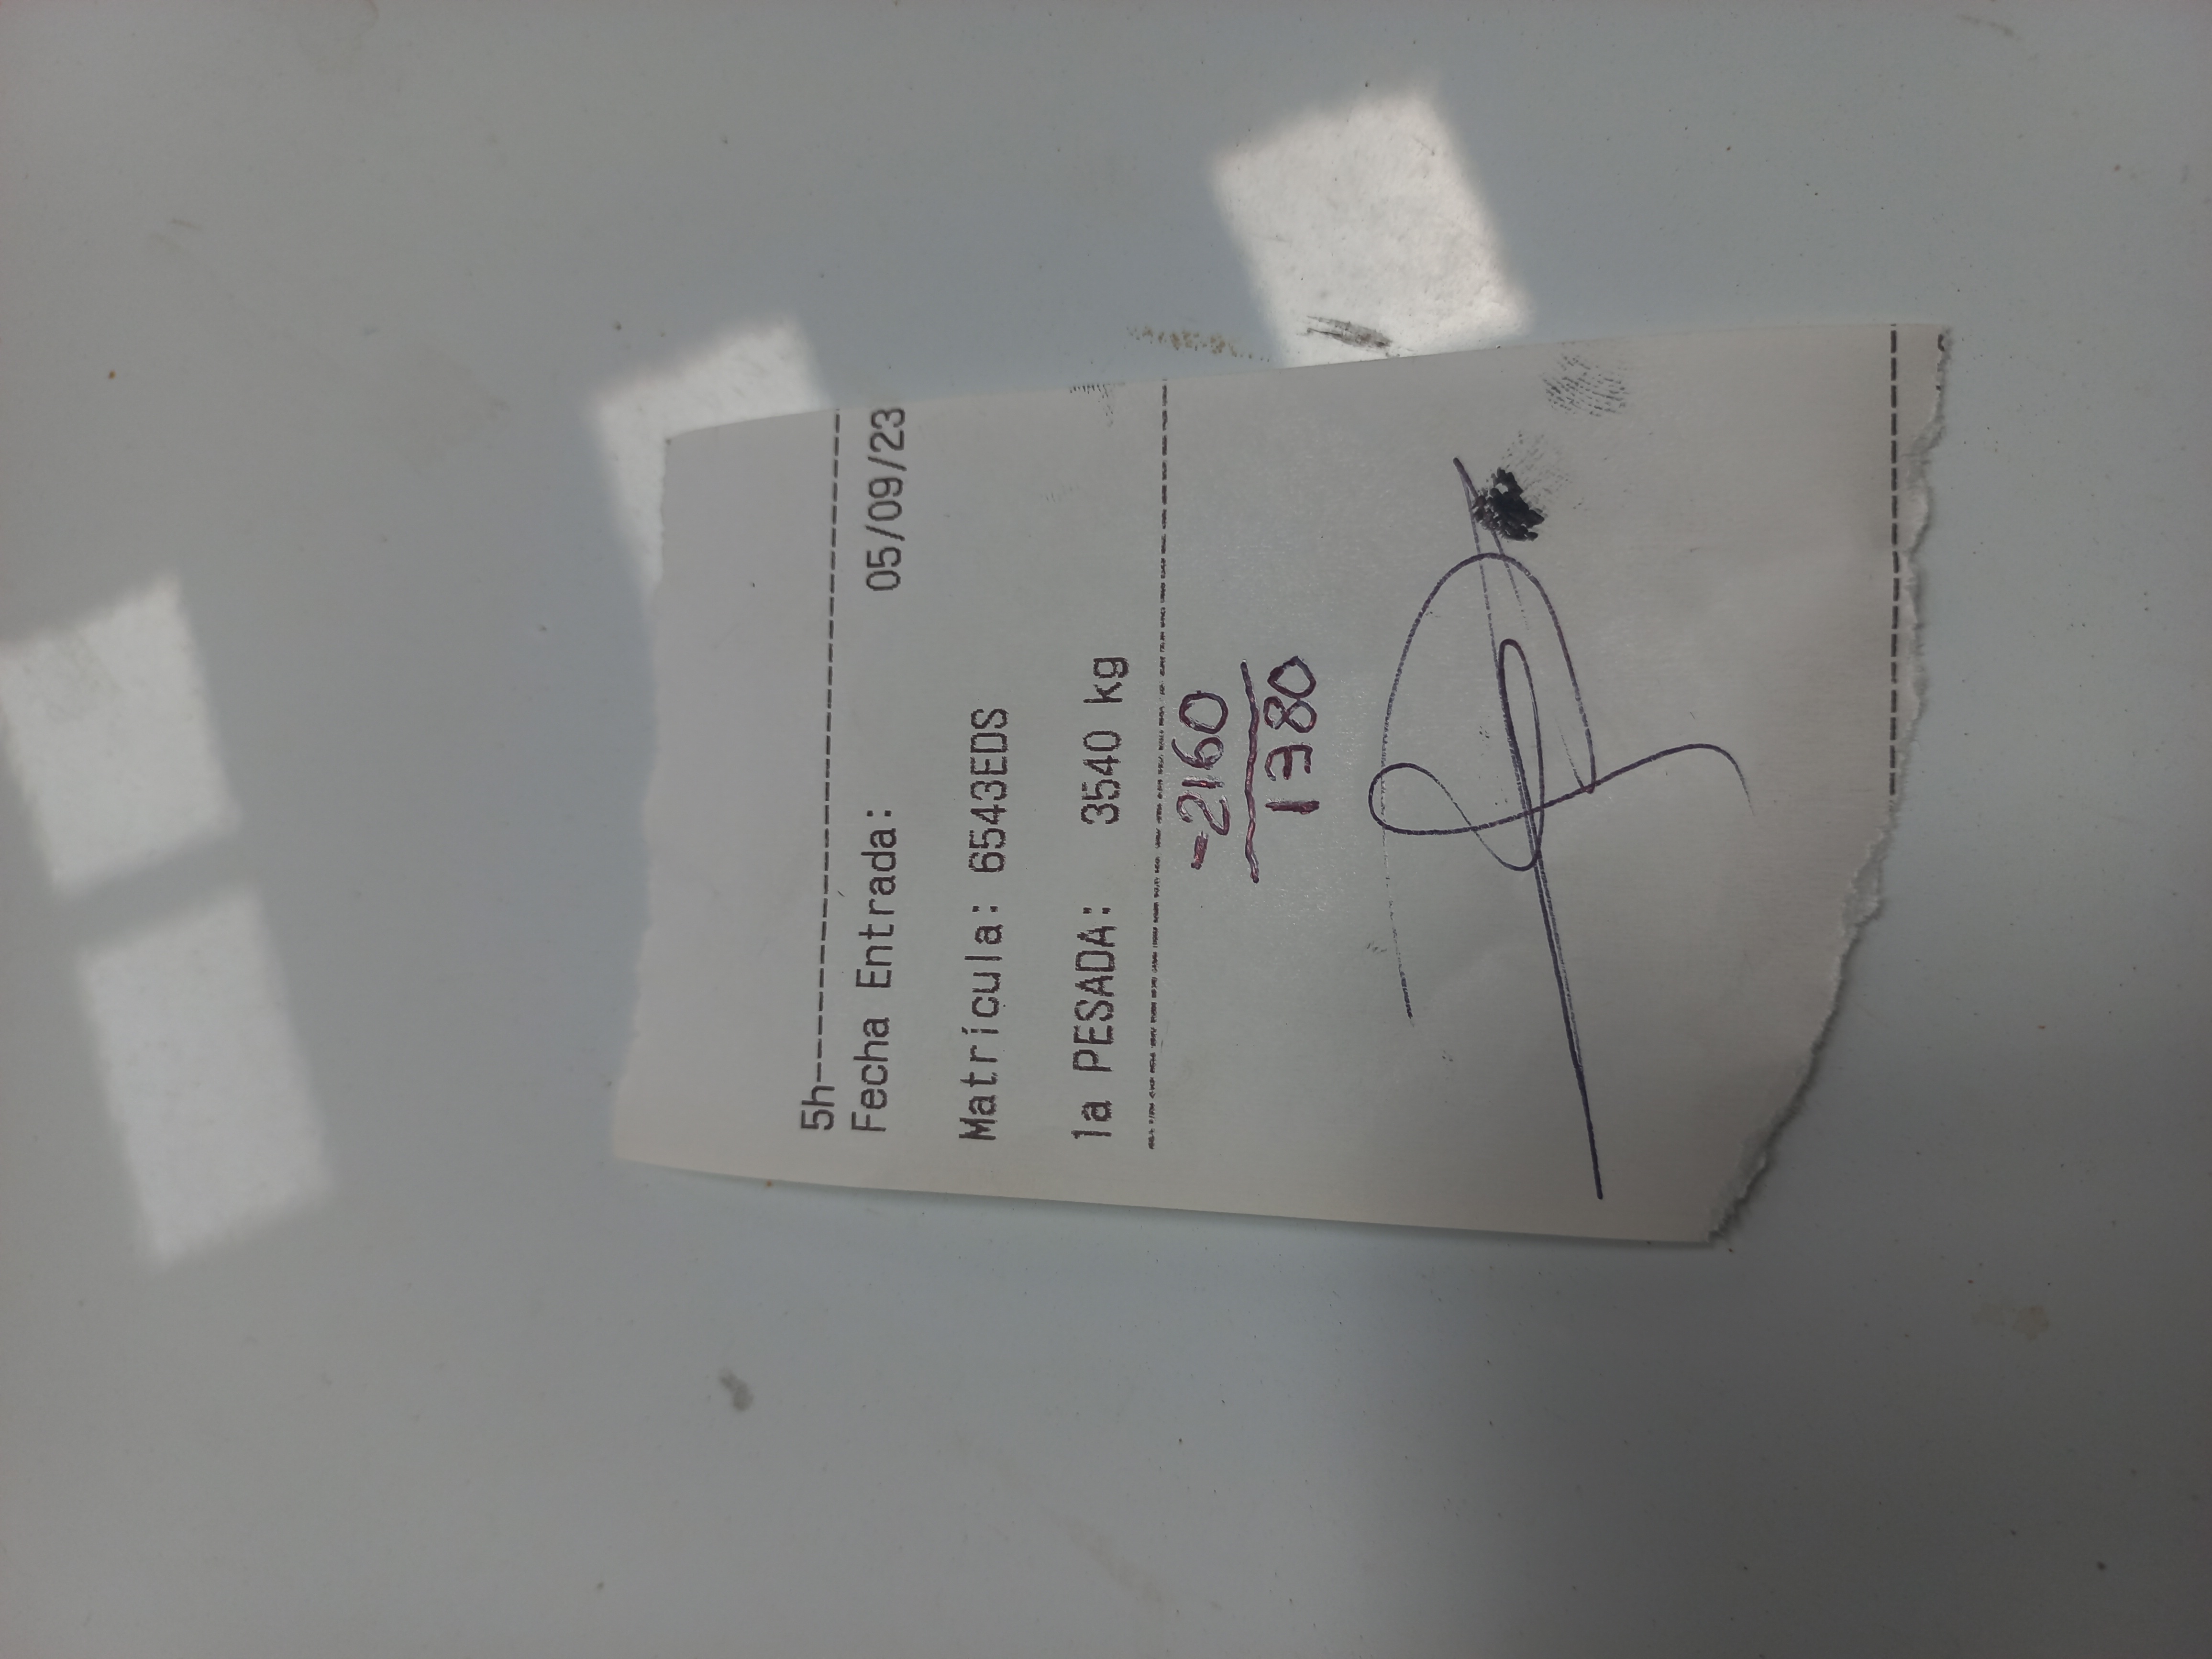 5h--------------------------
Fecha Entrada: 05/09/23
Matrícula: 6543EDS
1a PESADA: 3540 kg
-2160
1380